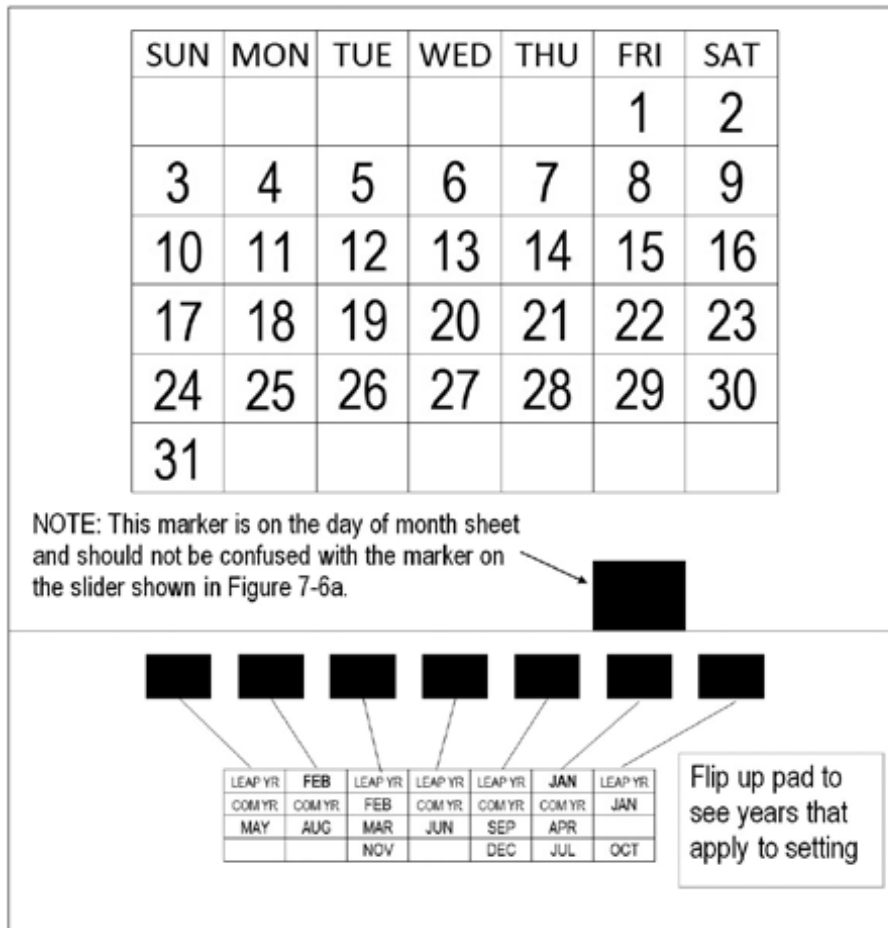 SUN MON TUE WED THU FRI SAT
1 2
3 4 5 6 7 8 9
10 11 12 13 14 15 16
17 18 19 20 21 22 23
24 25 26 27 28 29 30
31
NOTE: This marker is on the day of month sheet
and should not be confused with the marker on
the slider shown in Figure 7-6a.
LEAP YR FEB LEAP YR LEAP YR LEAP YR JAN LEAP YR
COM YR COM YR FEB COM YR COM YR COM YR JAN
MAY AUG MAR JUN SEP APR
NOV DEC JUL OCT
Flip up pad to
see years that
apply to setting